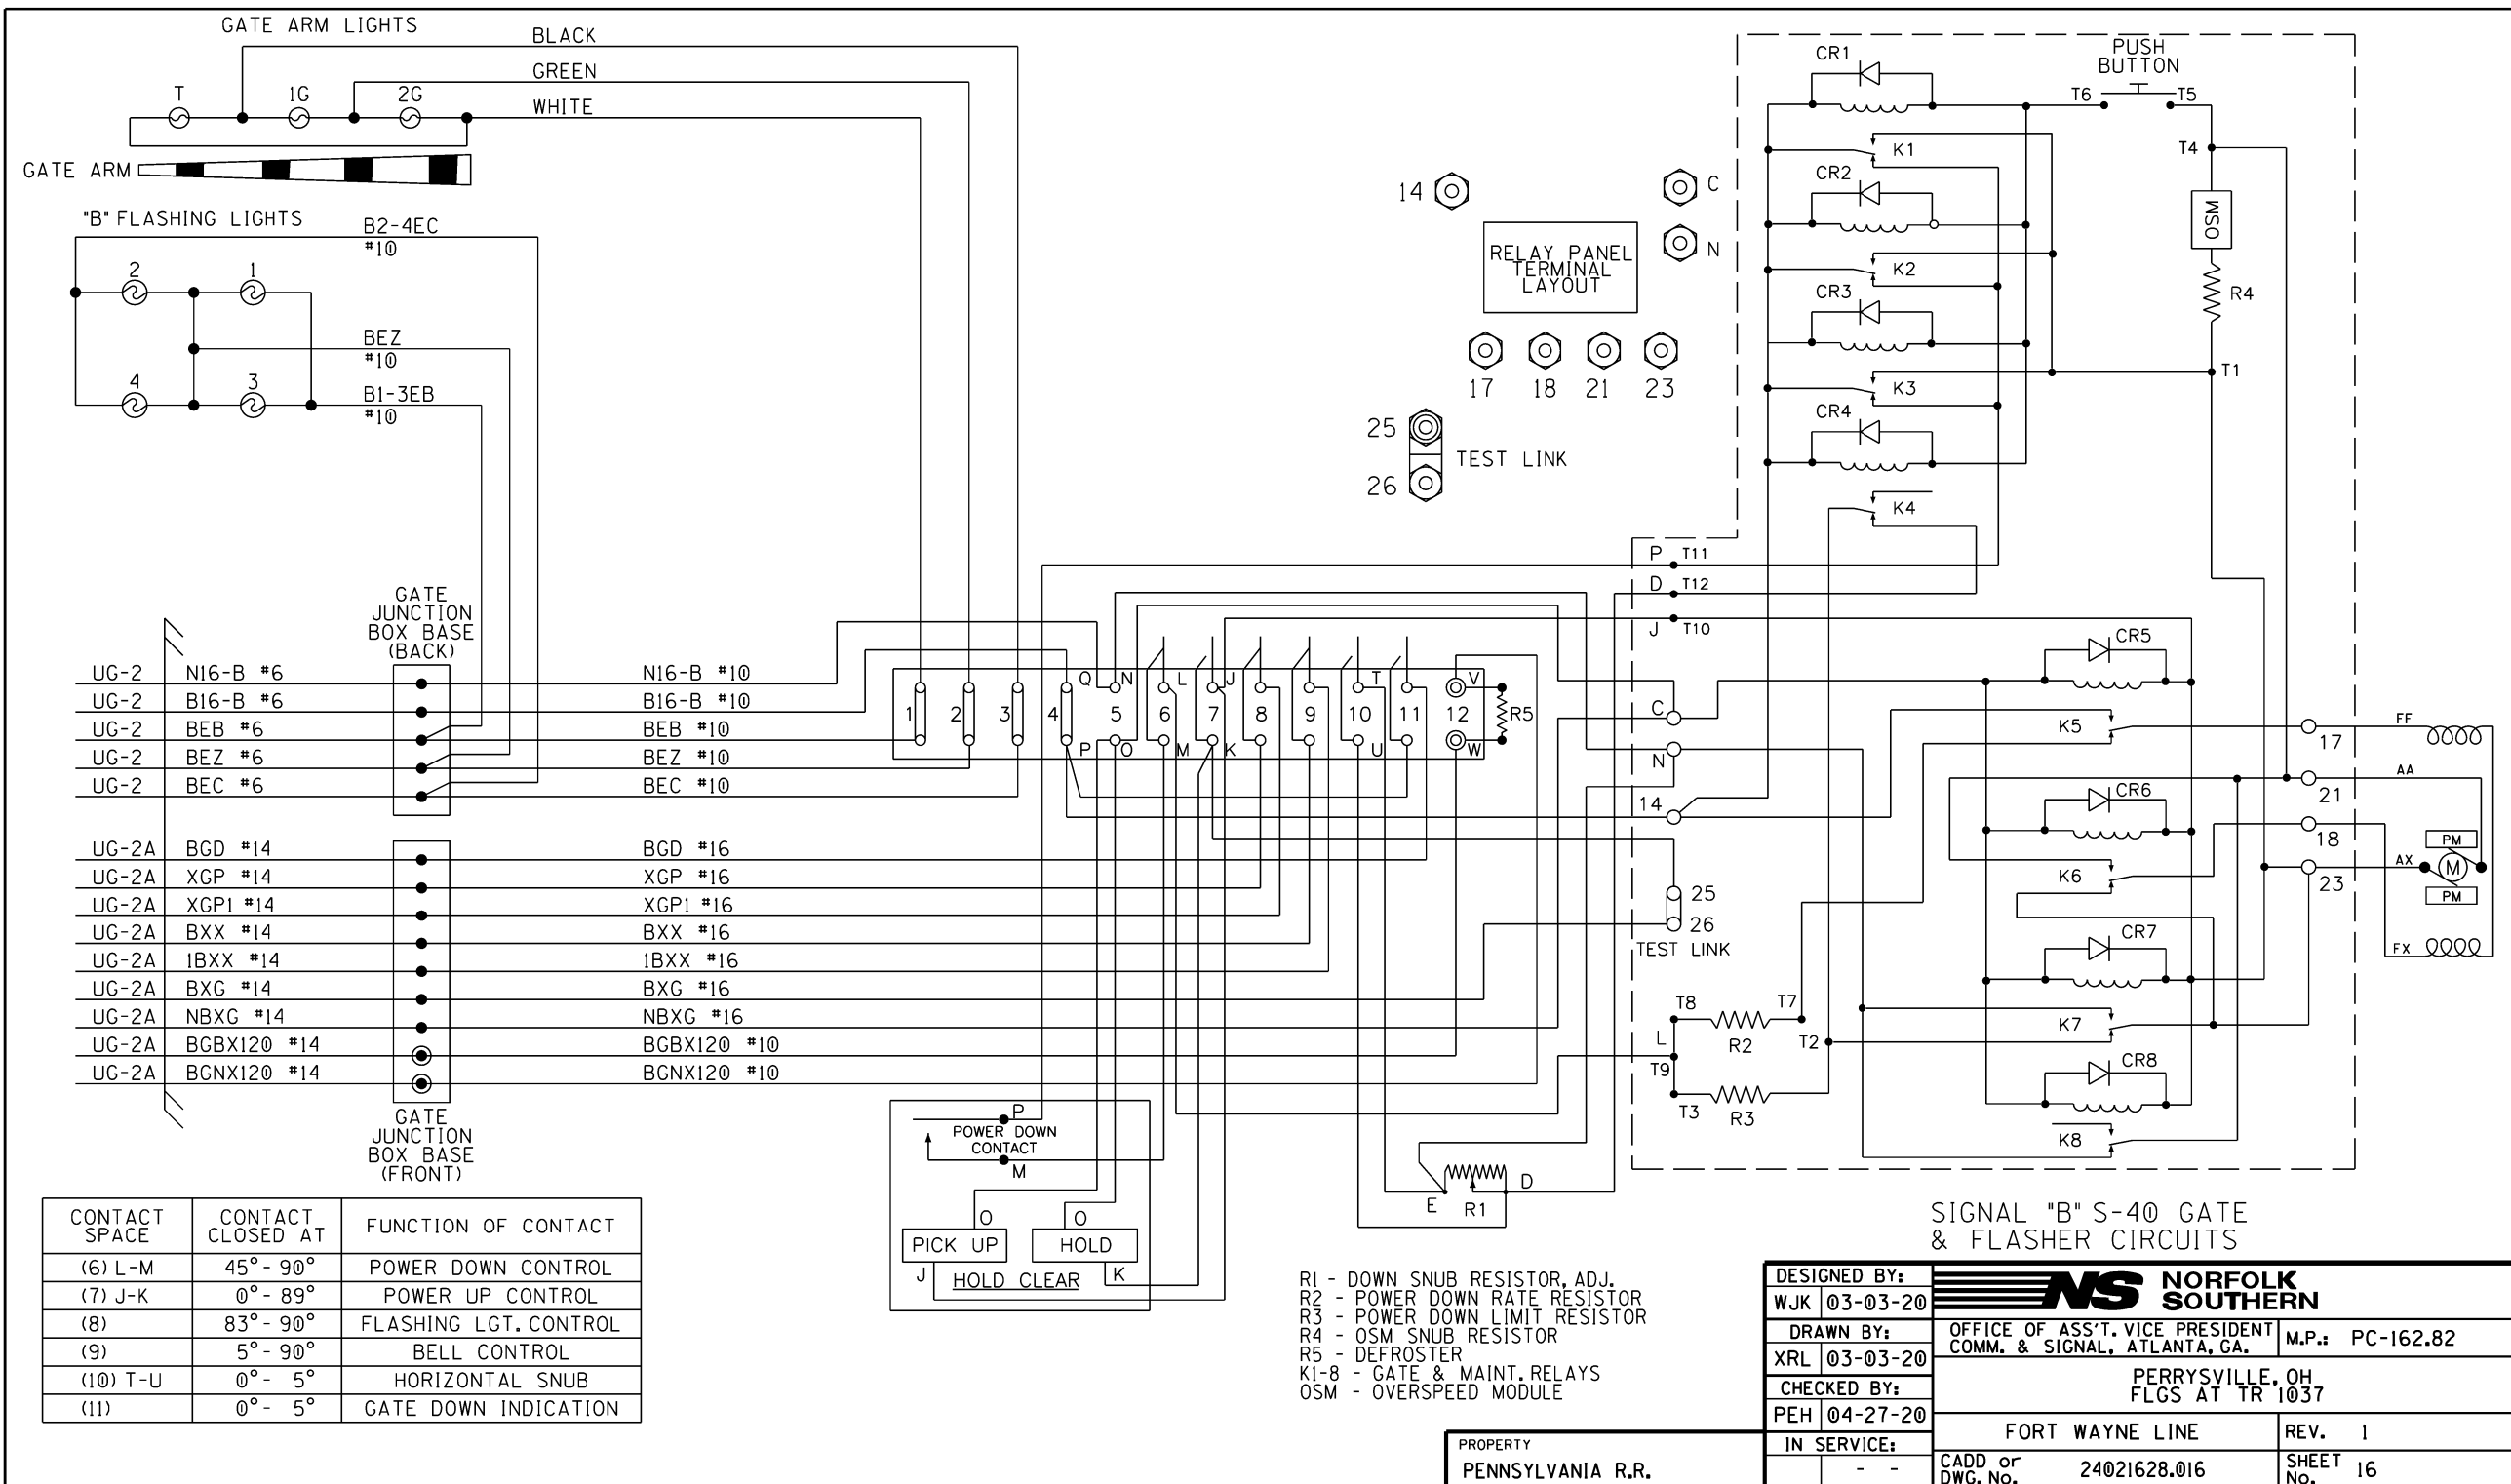 GATE ARM LIGHTS
BLACK
GREEN
WHITE
T 1G 2G
GATE ARM
"B" FLASHING LIGHTS
B2-4EC
#10
2 1
BEZ
#10
4 3
B1-3EB
#10
14 C
N
RELAY PANEL
TERMINAL
LAYOUT
17 18 21 23
25
26
TEST LINK
PUSH
BUTTON
CR1
T6 T5
K1
T4
CR2
OSM
K2
R4
CR3
T1
K3
CR4
K4
P T11
D T12
J T10
GATE
JUNCTION
BOX BASE
(BACK)
UG-2 N16-B #6 N16-B #10
UG-2 B16-B #6 B16-B #10
UG-2 BEB #6 BEB #10
UG-2 BEZ #6 BEZ #10
UG-2 BEC #6 BEC #10
Q N L J T V
1 2 3 4 5 6 7 8 9 10 11 12 R5
P O M K U W
UG-2A BGD #14 BGD #16
UG-2A XGP #14 XGP #16
UG-2A XGP1 #14 XGP1 #16
UG-2A BXX #14 BXX #16
UG-2A 1BXX #14 1BXX #16
UG-2A BXG #14 BXG #16
UG-2A NBXG #14 NBXG #16
UG-2A BGBX120 #14 BGBX120 #10
UG-2A BGNX120 #14 BGNX120 #10
GATE
JUNCTION
BOX BASE
(FRONT)
C
N
14
25
26
TEST LINK
T8 T7
R2
L
T9
T2
T3 R3
CR5
K5
17
FF
CR6
21
AA
18
K6
23
AX
PM
M
PM
CR7
FX
K7
CR8
K8
P
POWER DOWN
CONTACT
M
O O
PICK UP HOLD
J HOLD CLEAR K
E R1 D
CONTACT SPACE CONTACT CLOSED AT FUNCTION OF CONTACT
(6) L-M 45°- 90° POWER DOWN CONTROL
(7) J-K 0°- 89° POWER UP CONTROL
(8) 83°- 90° FLASHING LGT. CONTROL
(9) 5°- 90° BELL CONTROL
(10) T-U 0°- 5° HORIZONTAL SNUB
(11) 0°- 5° GATE DOWN INDICATION
R1 - DOWN SNUB RESISTOR, ADJ.
R2 - POWER DOWN RATE RESISTOR
R3 - POWER DOWN LIMIT RESISTOR
R4 - OSM SNUB RESISTOR
R5 - DEFROSTER
K1-8 - GATE & MAINT. RELAYS
OSM - OVERSPEED MODULE
SIGNAL "B" S-40 GATE
& FLASHER CIRCUITS
PROPERTY
PENNSYLVANIA R.R.
DESIGNED BY:
WJK 03-03-20
DRAWN BY:
XRL 03-03-20
CHECKED BY:
PEH 04-27-20
IN SERVICE:
- -
NS NORFOLK
SOUTHERN
OFFICE OF ASS'T. VICE PRESIDENT
COMM. & SIGNAL, ATLANTA, GA.
M.P.: PC-162.82
PERRYSVILLE, OH
FLGS AT TR 1037
FORT WAYNE LINE REV. 1
CADD or
DWG. No. 24021628.016
SHEET
No. 16